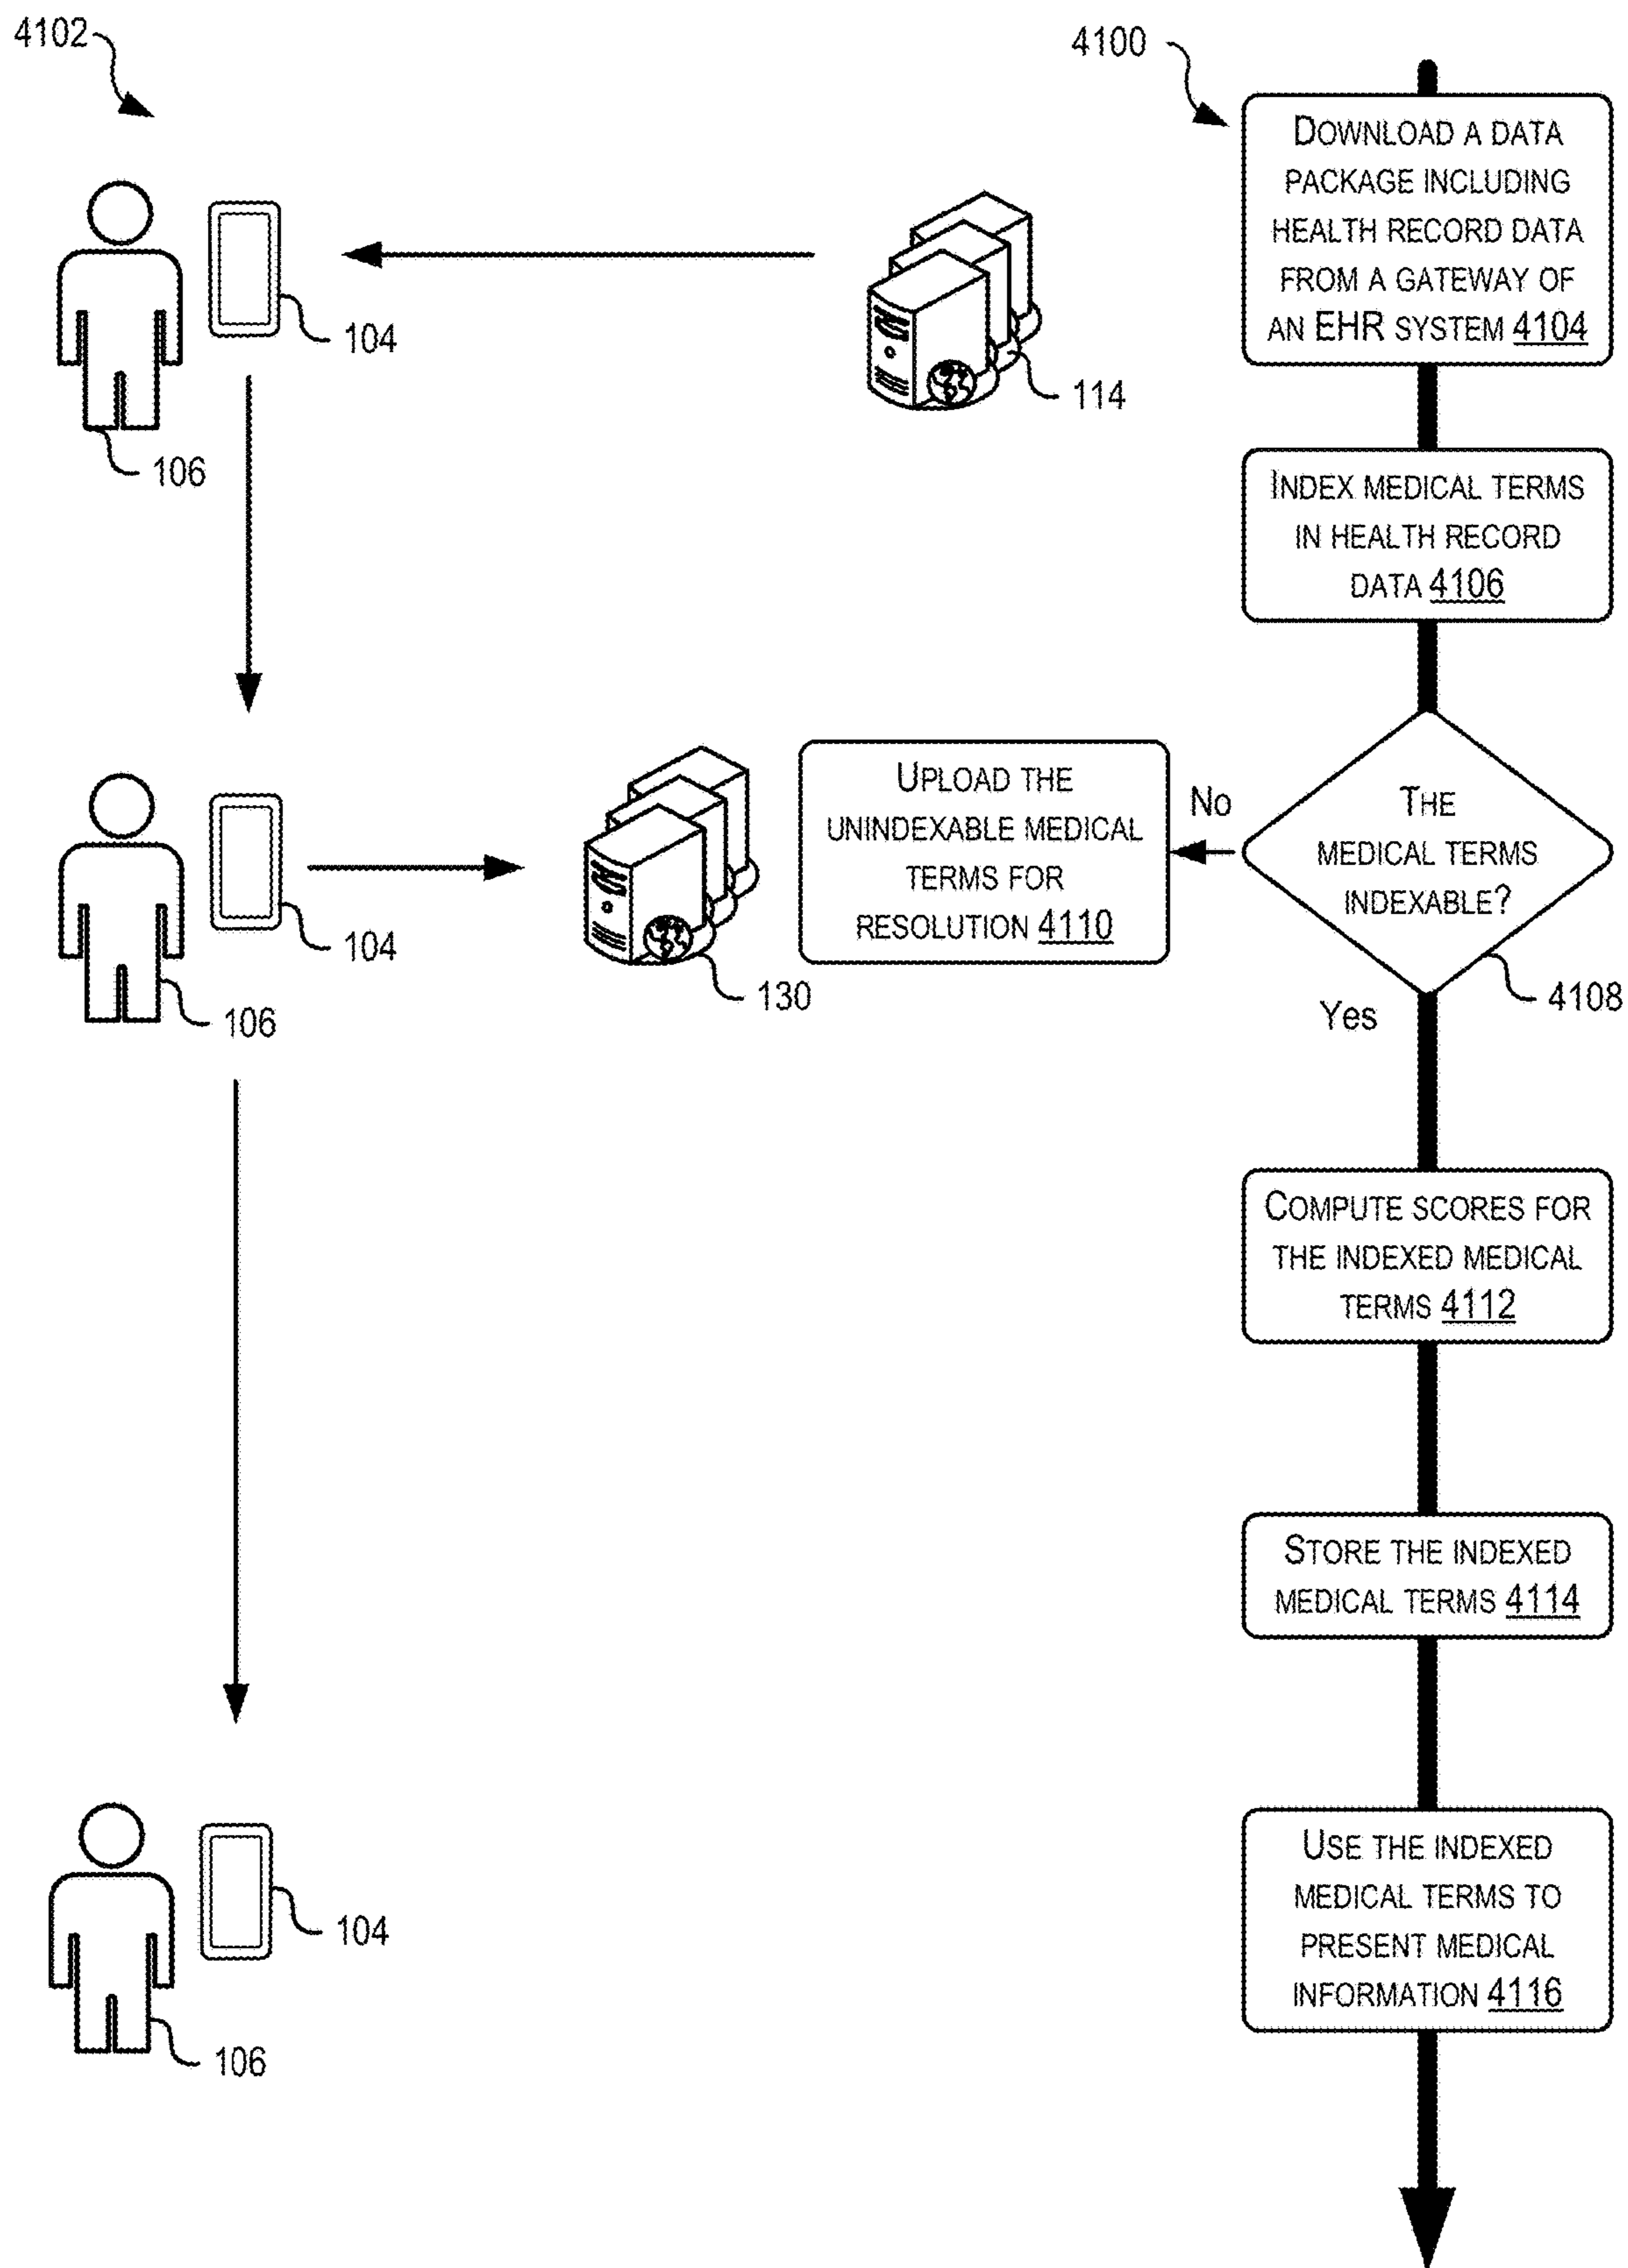 4102
4100
DOWNLOAD A DATA
PACKAGE INCLUDING
HEALTH RECORD DATA
FROM A GATEWAY OF
AN EHR SYSTEM 4104
104
114
106
INDEX MEDICAL TERMS
IN HEALTH RECORD
DATA 4106
UPLOAD THE
UNINDEXABLE MEDICAL
TERMS FOR
RESOLUTION 4110
No
THE
MEDICAL TERMS
INDEXABLE?
104
130
106
4108
Yes
COMPUTE SCORES FOR
THE INDEXED MEDICAL
TERMS 4112
STORE THE INDEXED
MEDICAL TERMS 4114
USE THE INDEXED
MEDICAL TERMS TO
PRESENT MEDICAL
INFORMATION 4116
104
106